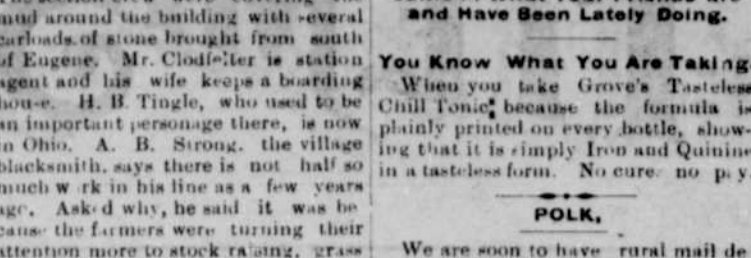 mud around the building with several
carloads of stone brought from south
of Eugene. Mr. Clodfelter is station
agent and his wife keeps a boarding
house. H. B. Tingle, who used to be
an important personage there, is now
in Ohio. A. B. Strong, the village
blacksmith, says there is not half so
much w rk in his line as a few years
ago. Asked why, he said it was be
cause the farmers were turning their
attention more to stock raising, grass
and Have Been Lately Doing.
You Know What You Are Taking
When you take Grove's Tasteless
Chill Tonic, because the formula is
plainly printed on every bottle, show-
ing that it is simply Iron and Quinine
in a tasteless form. No cure. no p y.
POLK,
We are soon to have rural mail de